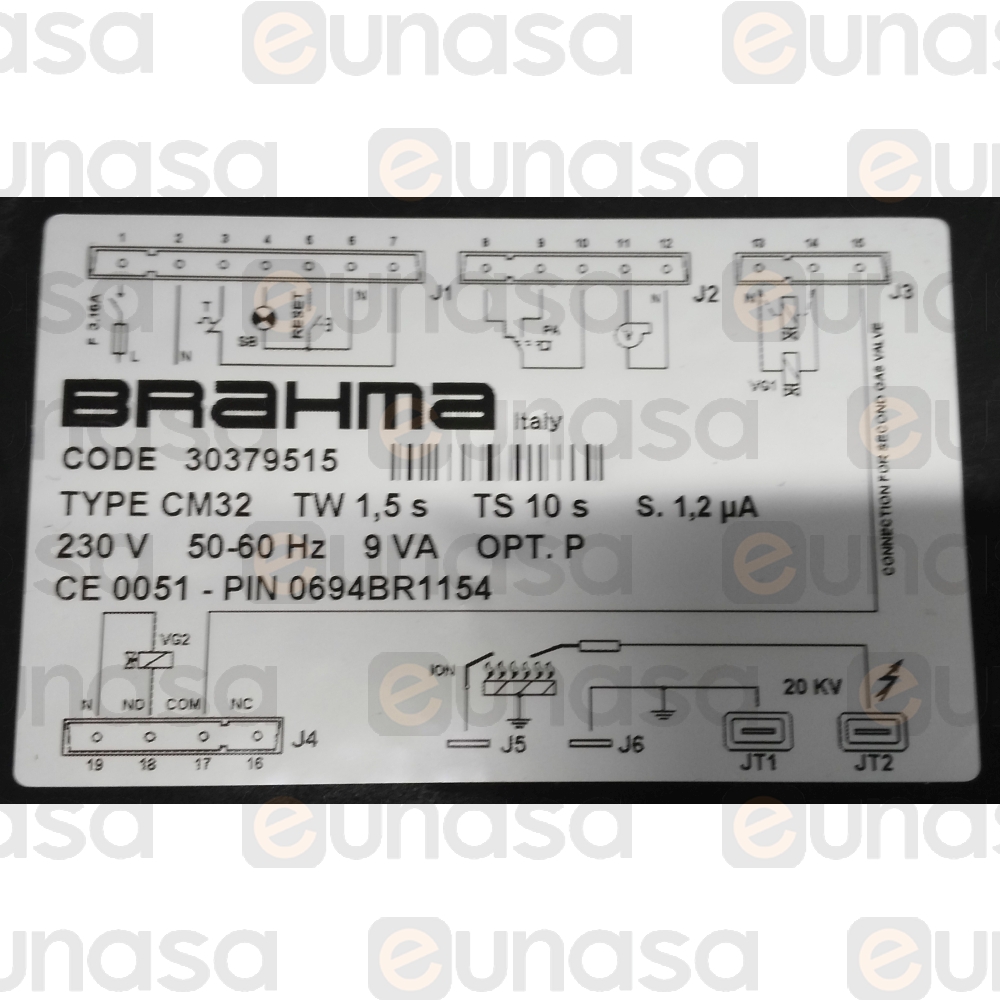 eunasa
1 2 3 4 5 6 7 J1
8 9 10 11 12 J2
13 14 15 J3
F 3,16A L N T SB RESET N
PA N
VG1
CONNECTION FOR SECOND GAS VALVE
BRAHMA Italy
CODE 30379515
TYPE CM32 TW 1,5 s TS 10 s S. 1,2 µA
230 V 50-60 Hz 9 VA OPT. P
CE 0051 - PIN 0694BR1154
VG2
ION
20 KV
N NO COM NC
J4 J5 J6
19 18 17 16
JT1 JT2